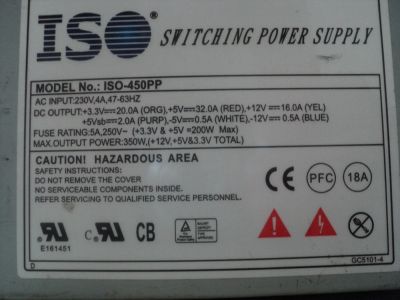 ISO SWITCHING POWER SUPPLY
MODEL No.: ISO-450PP
AC INPUT:230V,4A,47-63HZ
DC OUTPUT:+3.3V=20.0A (ORG),+5V=32.0A (RED),+12V =16.0A (YEL)
+5Vsb=2.0A (PURP),-5V=0.5A (WHITE),-12V=0.5A (BLUE)
FUSE RATING:5A,250V~ (+3.3V & +5V =200W Max)
MAX.OUTPUT POWER:350W,(+12V,+5V&3.3V TOTAL)
CAUTION! HAZARDOUS AREA
SAFETY INSTRUCTIONS:
DO NOT REMOVE THE COVER
NO SERVICEABLE COMPONENTS INSIDE.
REFER SERVICING TO QUALIFIED SERVICE PERSONNEL.
CE PFC 18A
E161451
CB
D
GC5101-4